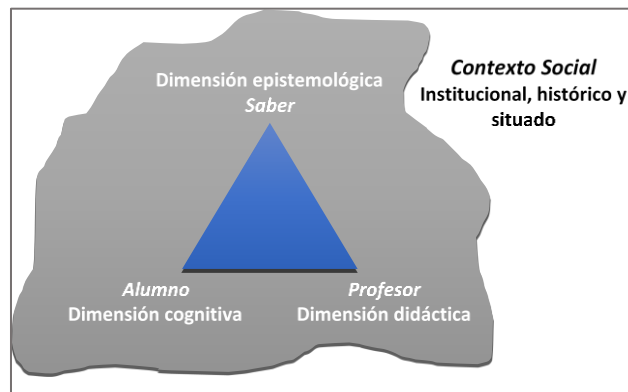 Dimensión epistemológica
Saber
Contexto Social
Institucional, histórico y
situado
Alumno
Dimensión cognitiva
Profesor
Dimensión didáctica